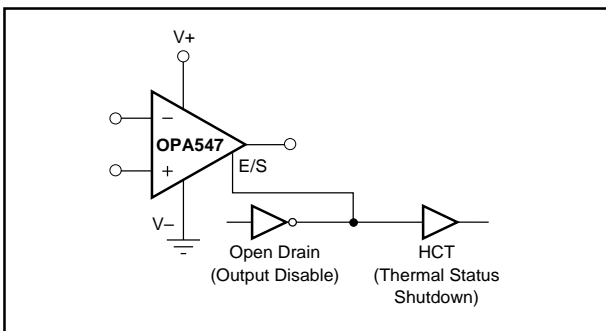 V+
−
OPA547
+
E/S
V−
Open Drain
(Output Disable)
HCT
(Thermal Status
Shutdown)